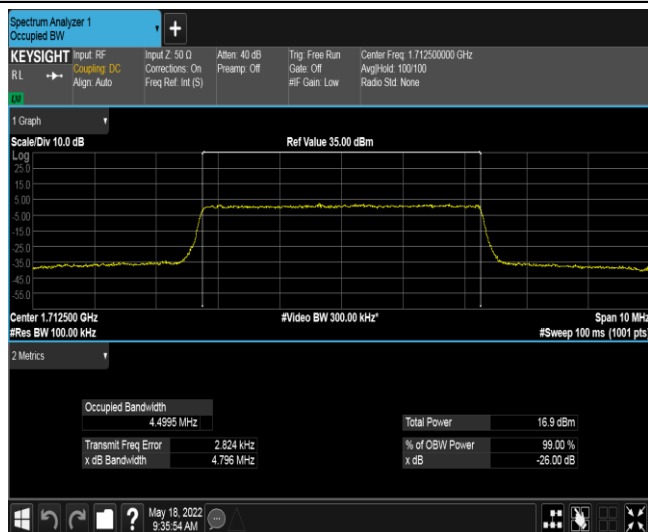 Spectrum Analyzer 1
Occupied BW
+
KEYSIGHT
RL
LXI
Input: RF
Coupling: DC
Align: Auto
Input Z: 50 Ω
Corrections: On
Freq Ref: Int (S)
Atten: 40 dB
Preamp: Off
Trig: Free Run
Gate: Off
#IF Gain: Low
Center Freq: 1.712500000 GHz
Avg|Hold: 100/100
Radio Std: None
1 Graph
Scale/Div 10.0 dB
Ref Value 35.00 dBm
Log
25.0
15.0
5.00
-5.00
-15.0
-25.0
-35.0
-45.0
-55.0
Center 1.712500 GHz
#Video BW 300.00 kHz*
Span 10 MHz
#Res BW 100.00 kHz
#Sweep 100 ms (1001 pts)
2 Metrics
Occupied Bandwidth
4.4995 MHz
Total Power 16.9 dBm
Transmit Freq Error 2.824 kHz
% of OBW Power 99.00 %
x dB Bandwidth 4.796 MHz
x dB -26.00 dB
?
May 18, 2022
9:35:54 AM